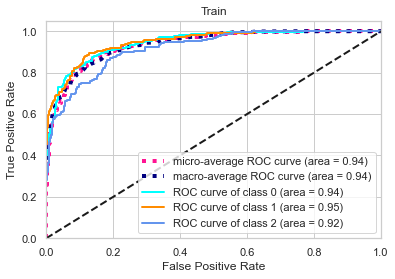 Train
True Positive Rate
1.0
0.8
0.6
0.4
0.2
0.0
micro-average ROC curve (area = 0.94)
macro-average ROC curve (area = 0.94)
ROC curve of class 0 (area = 0.94)
ROC curve of class 1 (area = 0.95)
ROC curve of class 2 (area = 0.92)
0.0 0.2 0.4 0.6 0.8 1.0
False Positive Rate